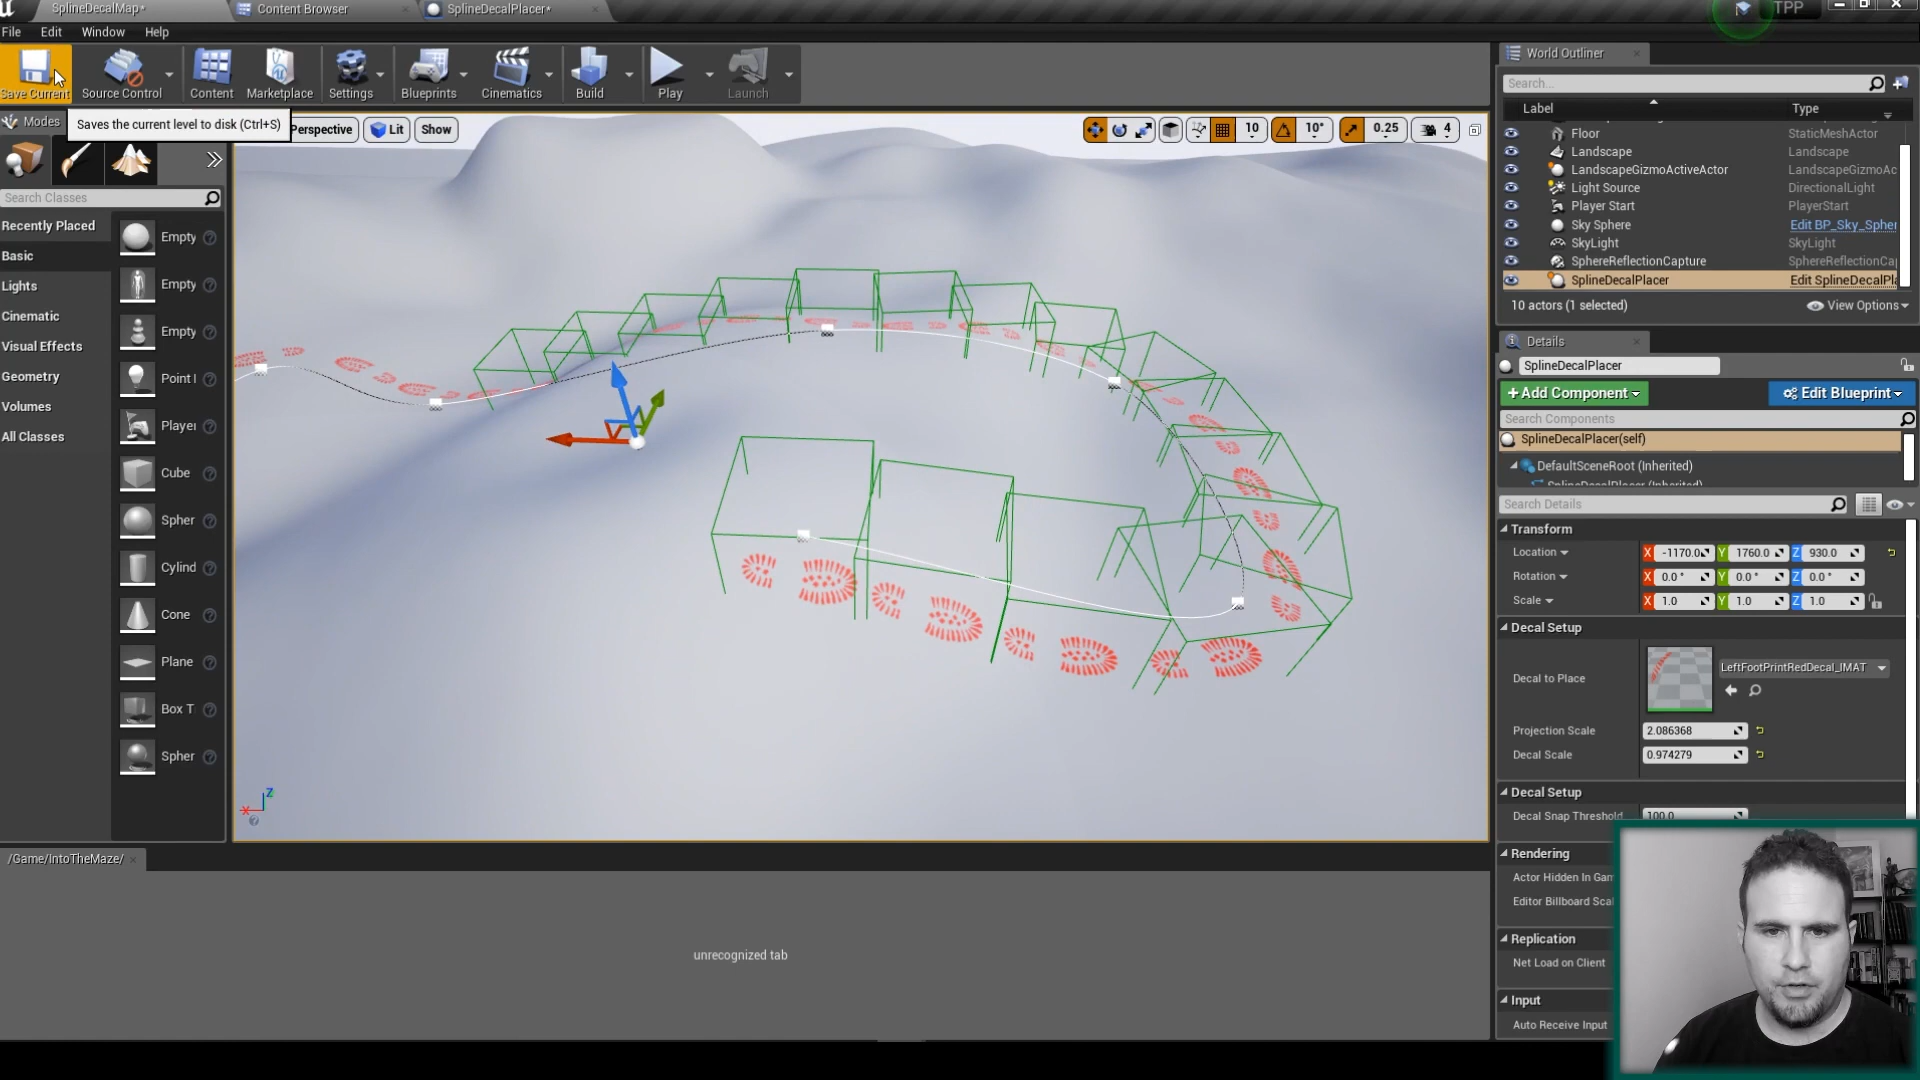 SplineDecalMap*
Content Browser
SplineDecalPlacer*
TPP
File Edit Window Help
Save Current
Source Control
Content
Marketplace
Settings
Blueprints
Cinematics
Build
Play
Launch
Saves the current level to disk (Ctrl+S)
Modes
Perspective
Lit
Show
10
10°
0.25
4
Search Classes
Recently Placed
Basic
Lights
Cinematic
Visual Effects
Geometry
Volumes
All Classes
Empty
Empty
Empty
Point l
Player
Cube
Spher
Cylind
Cone
Plane
Box T
Spher
X
Z
/Game/IntoTheMaze/
unrecognized tab
World Outliner
Search...
Label Type
Floor StaticMeshActor
Landscape Landscape
LandscapeGizmoActiveActor LandscapeGizmoAc
Light Source DirectionalLight
Player Start PlayerStart
Sky Sphere Edit BP_Sky_Spher
SkyLight SkyLight
SphereReflectionCapture SphereReflectionCap
SplineDecalPlacer Edit SplineDecalPla
10 actors (1 selected) View Options
Details
SplineDecalPlacer
+Add Component Edit Blueprint
Search Components
SplineDecalPlacer(self)
DefaultSceneRoot (Inherited)
SplineDecalPlacer (Inherited)
Search Details
Transform
Location X -1170.0 Y 1760.0 Z 930.0
Rotation X 0.0 ° Y 0.0 ° Z 0.0 °
Scale X 1.0 Y 1.0 Z 1.0
Decal Setup
Decal to Place LeftFootPrintRedDecal_IMAT
Projection Scale 2.086368
Decal Scale 0.974279
Decal Setup
Decal Snap Threshold 100.0
Rendering
Actor Hidden In Gam
Editor Billboard Scal
Replication
Net Load on Client
Input
Auto Receive Input